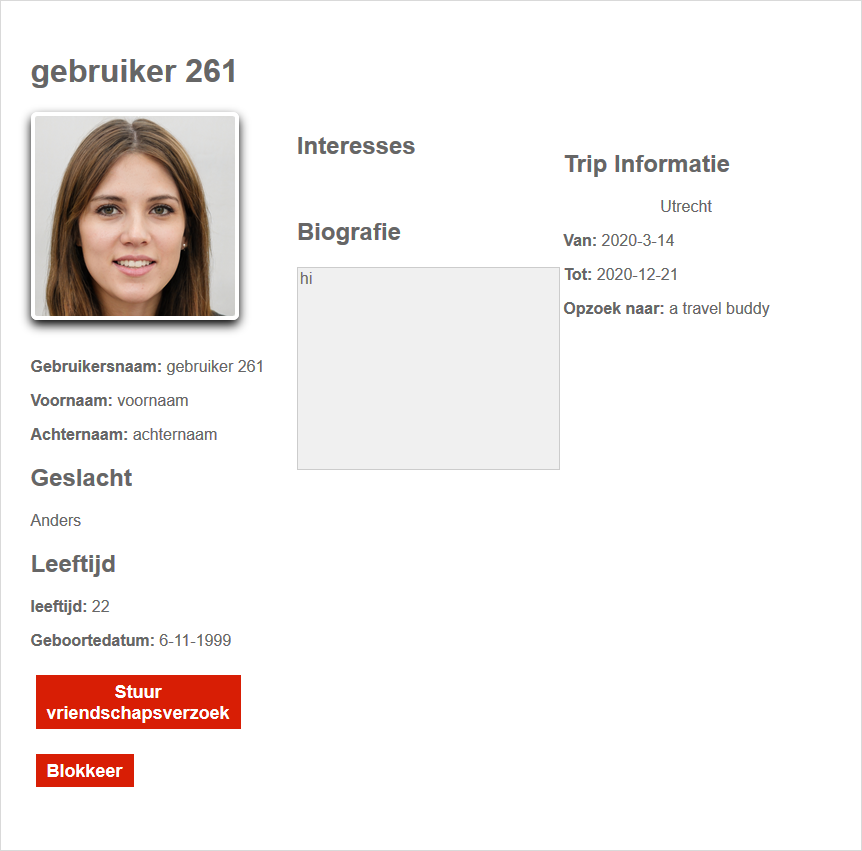 gebruiker 261
Gebruikersnaam: gebruiker 261
Voornaam: voornaam
Achternaam: achternaam
Geslacht
Anders
Leeftijd
leeftijd: 22
Geboortedatum: 6-11-1999
Stuur
vriendschapsverzoek
Blokkeer
Interesses
Biografie
hi
Trip Informatie
Utrecht
Van: 2020-3-14
Tot: 2020-12-21
Opzoek naar: a travel buddy